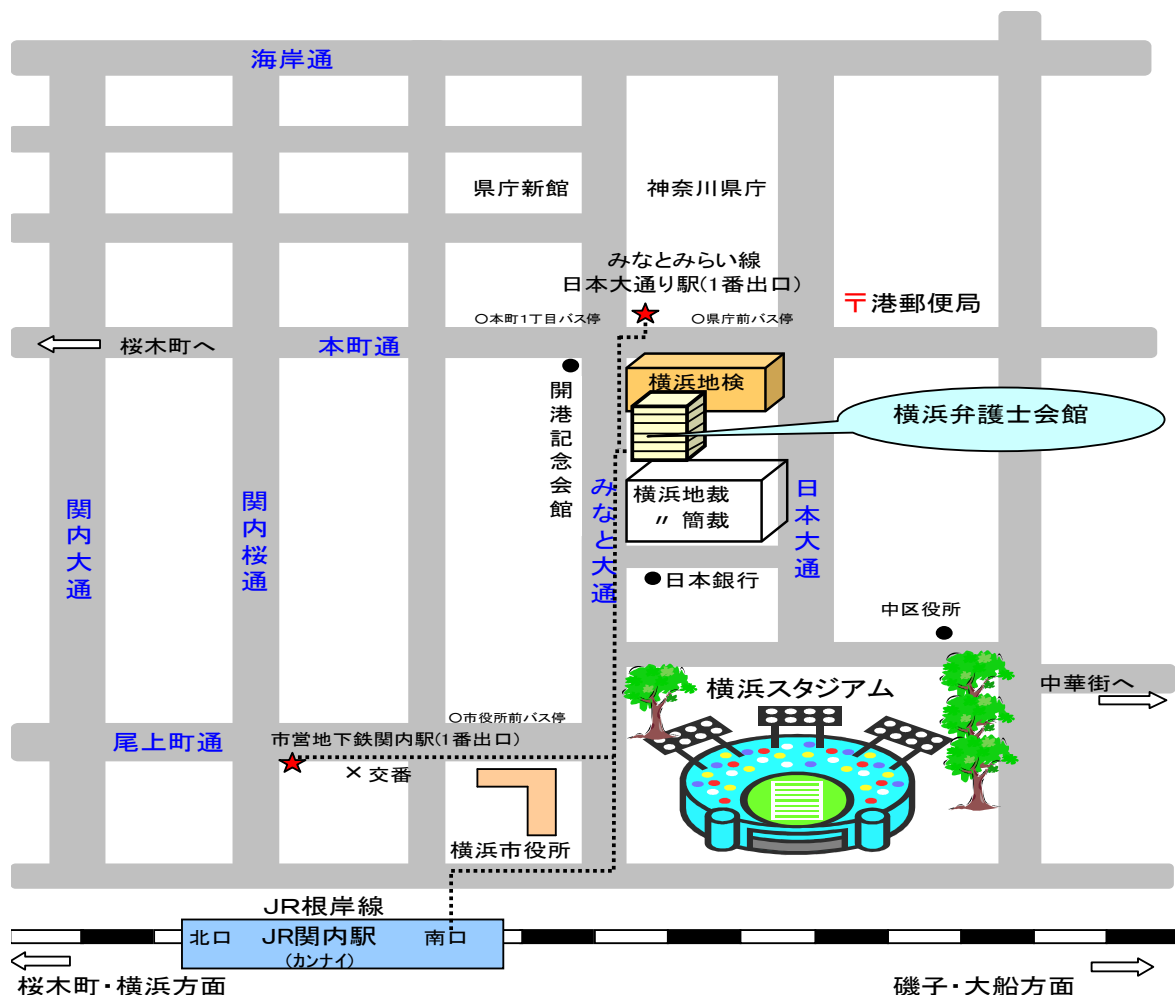 海岸通
県庁新館
神奈川県庁
みなとみらい線
日本大通り駅(1番出口)
〒港郵便局
○本町1丁目バス停
○県庁前バス停
桜木町へ
本町通
横浜地検
開港記念会館
横浜弁護士会館
横浜地裁
〃 簡裁
関内大通
関内桜通
みなと大通
日本大通
日本銀行
中区役所
横浜スタジアム
中華街へ
○市役所前バス停
尾上町通
市営地下鉄関内駅(1番出口)
×交番
横浜市役所
JR根岸線
北口
JR関内駅
南口
(カンナイ)
桜木町・横浜方面
磯子・大船方面